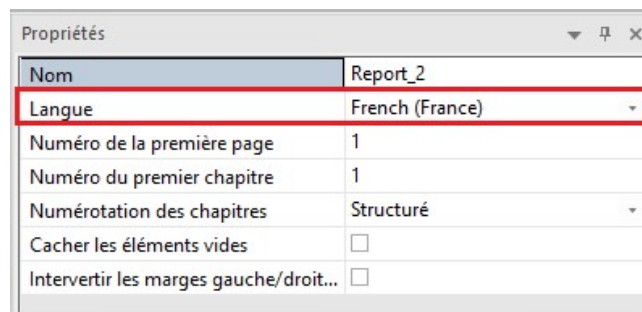 Propriétés
Nom Report_2
Langue French (France)
Numéro de la première page 1
Numéro du premier chapitre 1
Numérotation des chapitres Structuré
Cacher les éléments vides
Intervertir les marges gauche/droit...